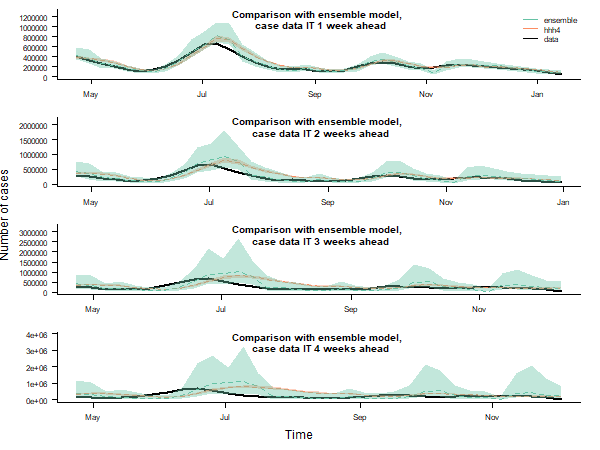 Comparison with ensemble model,
case data IT 1 week ahead
ensemble
hhh4
data
1200000
1000000
800000
600000
400000
200000
0
May
Jul
Sep
Nov
Jan
Comparison with ensemble model,
case data IT 2 weeks ahead
2000000
1500000
1000000
500000
0
May
Jul
Sep
Nov
Jan
Number of cases
Comparison with ensemble model,
case data IT 3 weeks ahead
3000000
2500000
2000000
1500000
1000000
500000
0
May
Jul
Sep
Nov
Comparison with ensemble model,
case data IT 4 weeks ahead
4e+06
3e+06
2e+06
1e+06
0e+00
May
Jul
Sep
Nov
Time